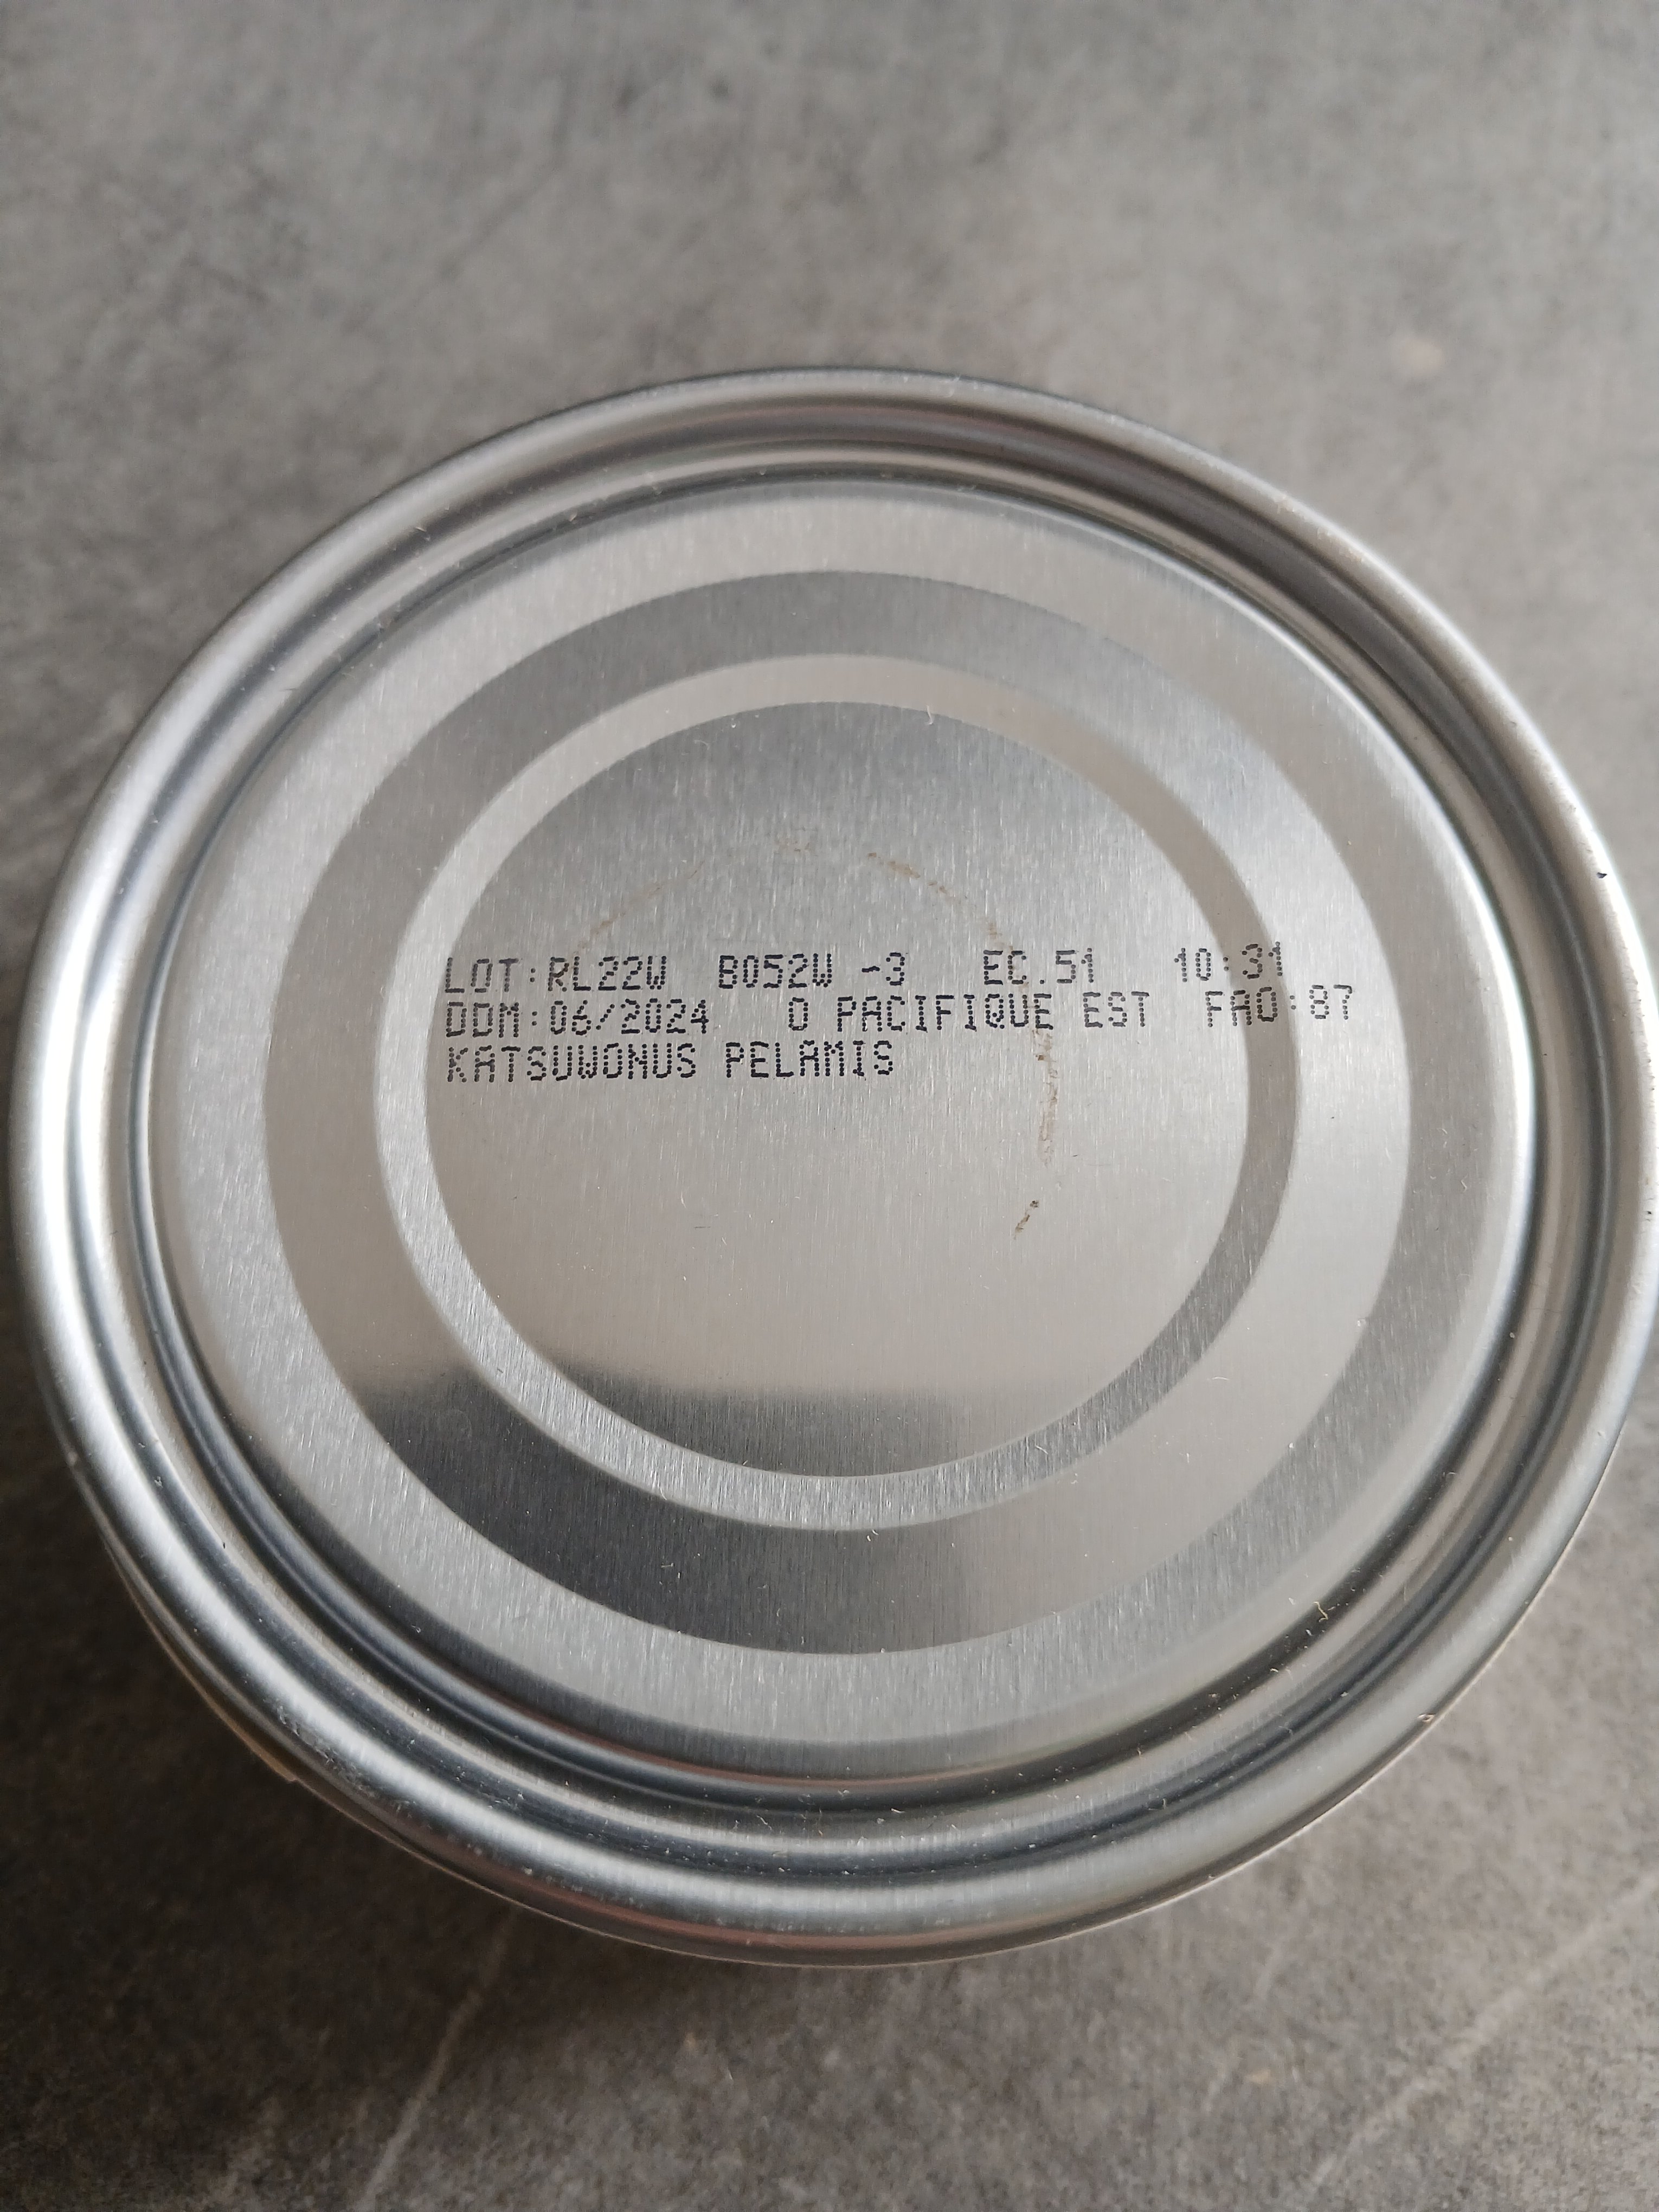 LOT:RL22W B052W -3 EC.51 10:31
DDM:06/2024 O PACIFIQUE EST FAO:87
KATSUWONUS PELAMIS